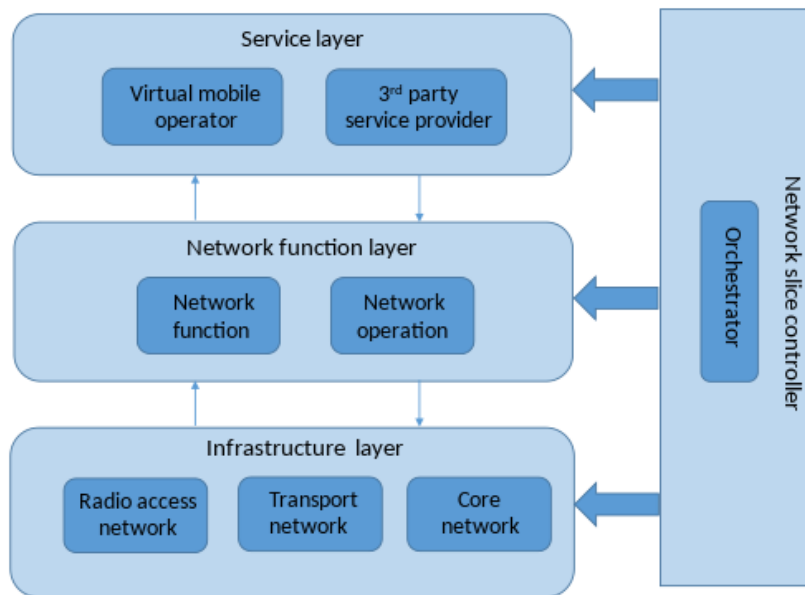 Service layer
Virtual mobile
operator
3rd party
service provider
Network function layer
Network
function
Network
operation
Infrastructure layer
Radio access
network
Transport
network
Core
network
Orchestrator
Network slice controller